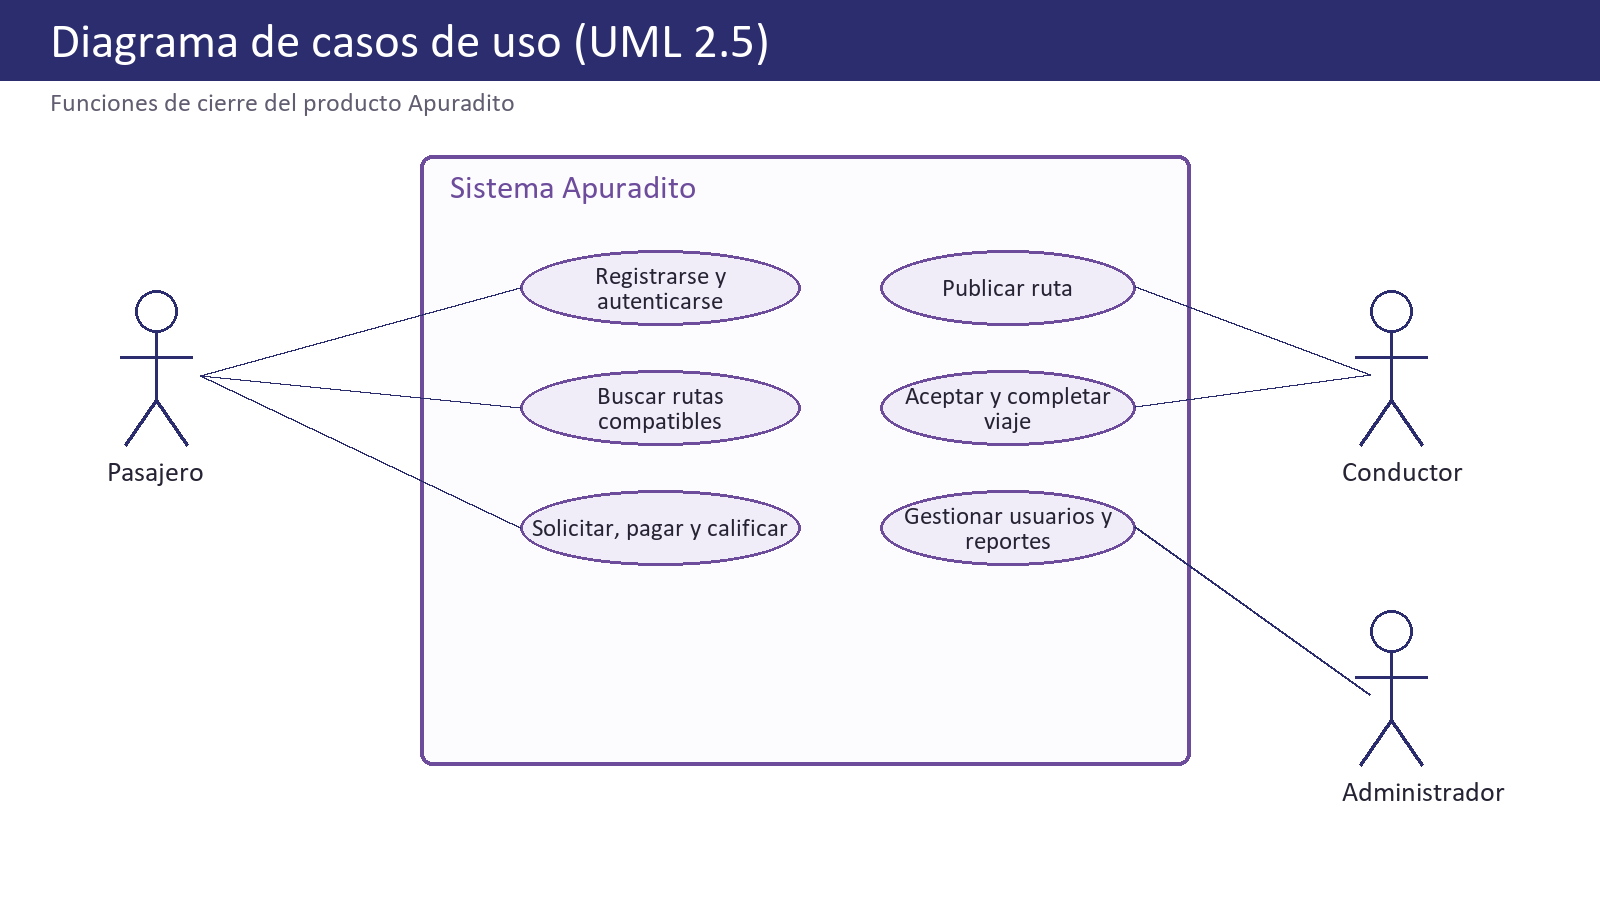 Diagrama de casos de uso (UML 2.5)
Funciones de cierre del producto Apuradito
Sistema Apuradito
Registrarse y
autenticarse
Publicar ruta
Buscar rutas
compatibles
Aceptar y completar
viaje
Pasajero
Conductor
Solicitar, pagar y calificar
Gestionar usuarios y
reportes
Administrador